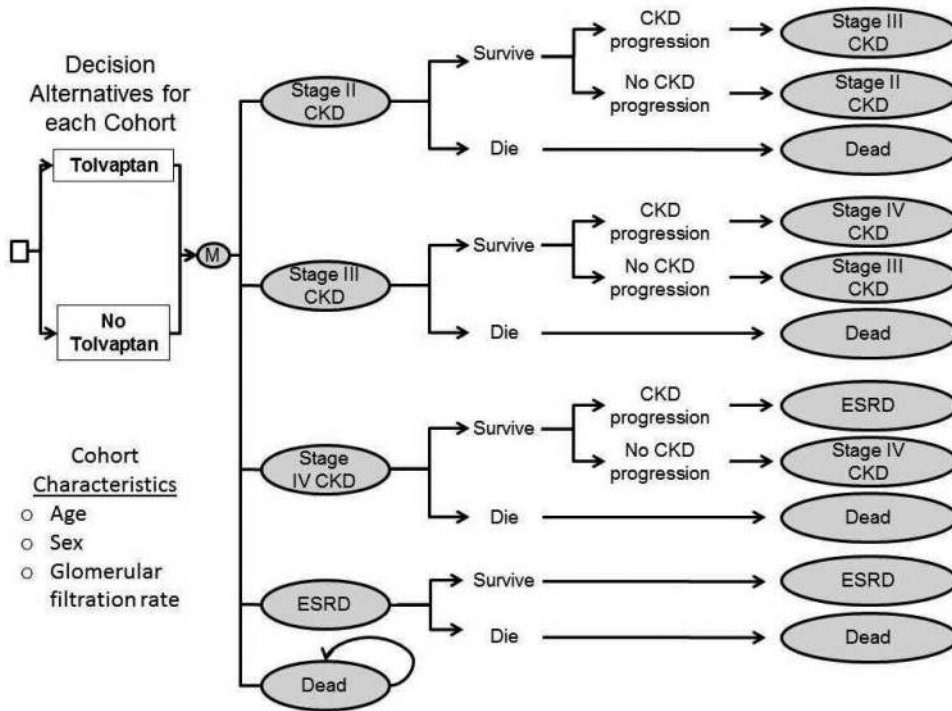 Decision
Alternatives for
each Cohort
Tolvaptan
No
Tolvaptan
M
Cohort
Characteristics
Age
Sex
Glomerular
filtration rate
Stage II
CKD
Survive
CKD
progression
Stage III
CKD
No CKD
progression
Stage II
CKD
Die
Dead
Stage III
CKD
Survive
CKD
progression
Stage IV
CKD
No CKD
progression
Stage III
CKD
Die
Dead
Stage
IV CKD
Survive
CKD
progression
ESRD
No CKD
progression
Stage IV
CKD
Die
Dead
ESRD
Survive
ESRD
Die
Dead
Dead